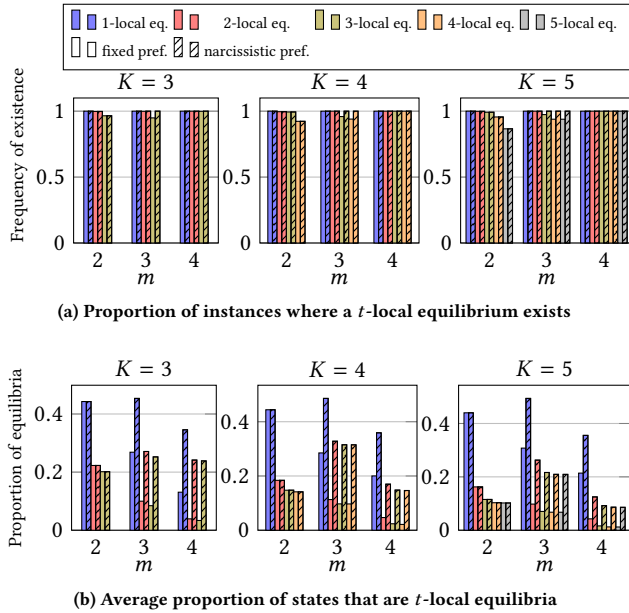 1-local eq. 2-local eq. 3-local eq. 4-local eq. 5-local eq.
fixed pref. narcissistic pref.
K = 3 K = 4 K = 5
Frequency of existence
1 1 1
0.5 0.5 0.5
0 0 0
2 3 4 2 3 4 2 3 4
m m m
(a) Proportion of instances where a t-local equilibrium exists
K = 3 K = 4 K = 5
Proportion of equilibria
0.4 0.4 0.4
0.2 0.2 0.2
0 0 0
2 3 4 2 3 4 2 3 4
m m m
(b) Average proportion of states that are t-local equilibria